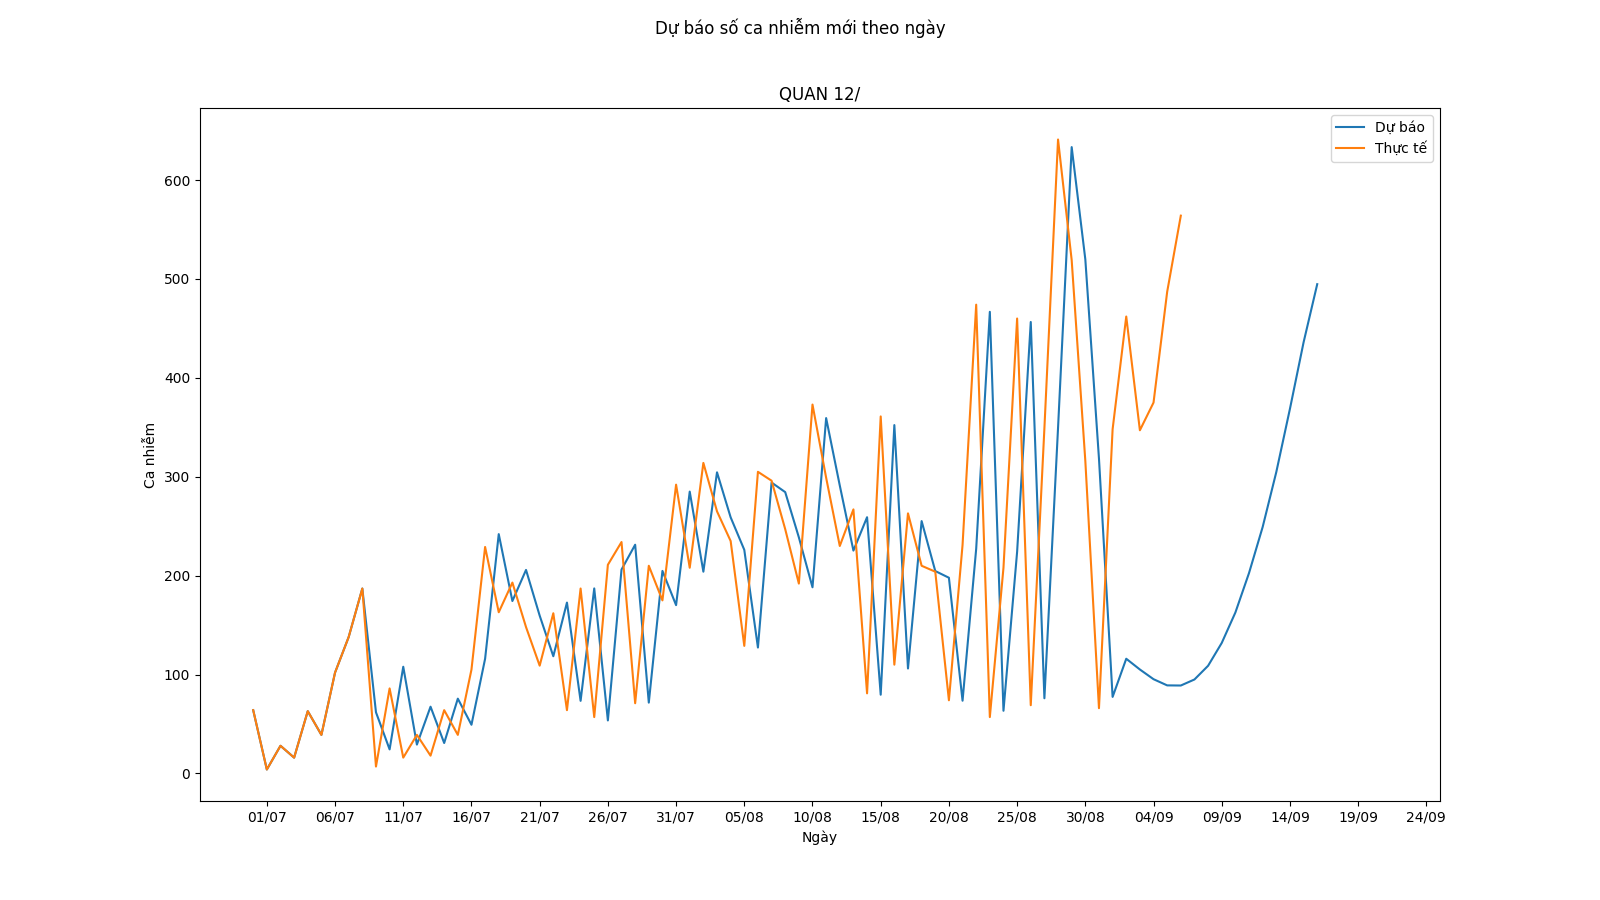 Dự báo số ca nhiễm mới theo ngày
QUAN 12/
Dự báo
Thực tế
600
500
400
300
200
100
0
Ca nhiễm
01/07 06/07 11/07 16/07 21/07 26/07 31/07 05/08 10/08 15/08 20/08 25/08 30/08 04/09 09/09 14/09 19/09 24/09
Ngày